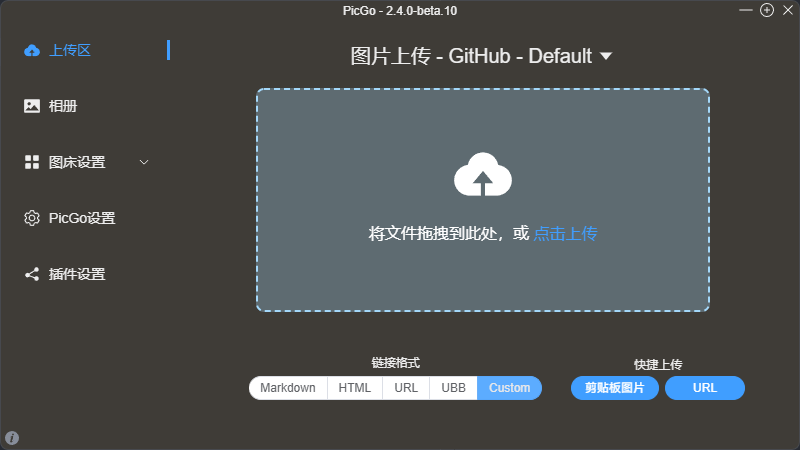 PicGo - 2.4.0-beta.10
上传区
相册
图床设置
PicGo设置
插件设置
图片上传 - GitHub - Default
将文件拖拽到此处，或 点击上传
链接格式
Markdown HTML URL UBB Custom
快捷上传
剪贴板图片 URL
i